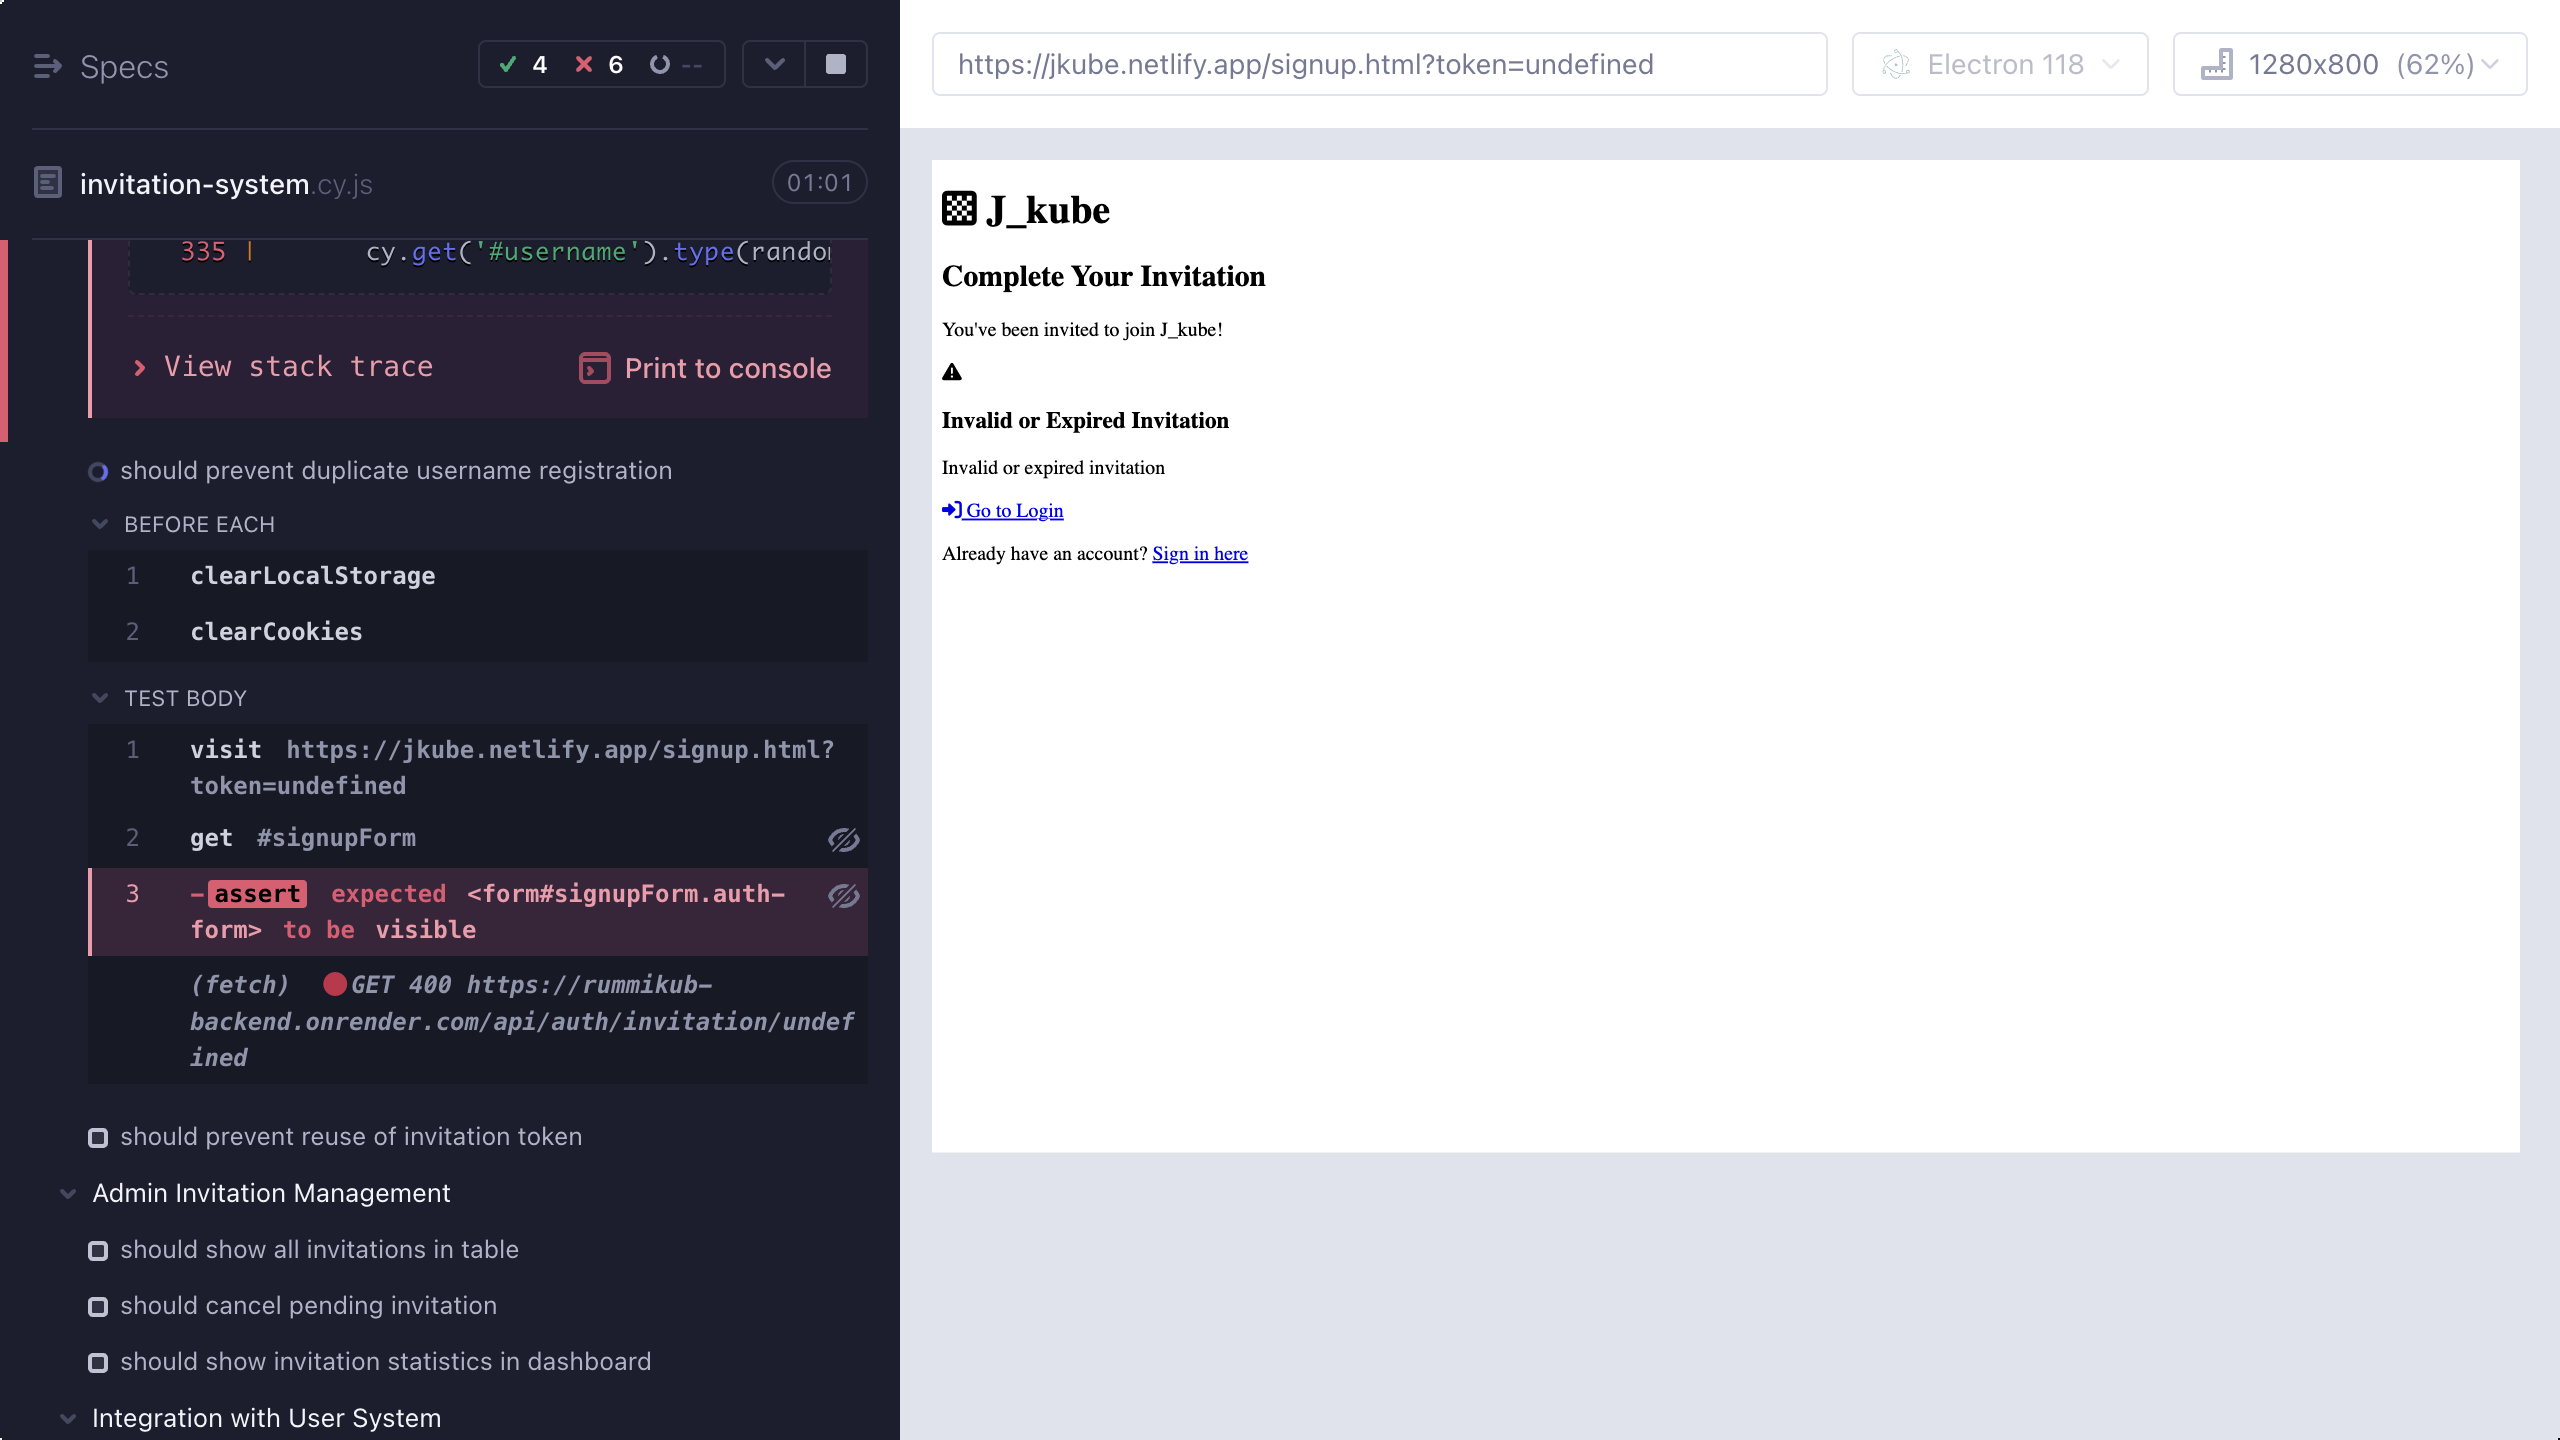 Specs
4 6 --
invitation-system.cy.js
01:01
335 | cy.get('#username').type(random
View stack trace
Print to console
should prevent duplicate username registration
BEFORE EACH
1 clearLocalStorage
2 clearCookies
TEST BODY
1 visit https://jkube.netlify.app/signup.html?
token=undefined
2 get #signupForm
3 -assert expected <form#signupForm.auth-
form> to be visible
(fetch) GET 400 https://rummikub-
backend.onrender.com/api/auth/invitation/undef
ined
should prevent reuse of invitation token
Admin Invitation Management
should show all invitations in table
should cancel pending invitation
should show invitation statistics in dashboard
Integration with User System
https://jkube.netlify.app/signup.html?token=undefined
Electron 118
1280x800 (62%)
J_kube
Complete Your Invitation
You've been invited to join J_kube!
Invalid or Expired Invitation
Invalid or expired invitation
Go to Login
Already have an account? Sign in here